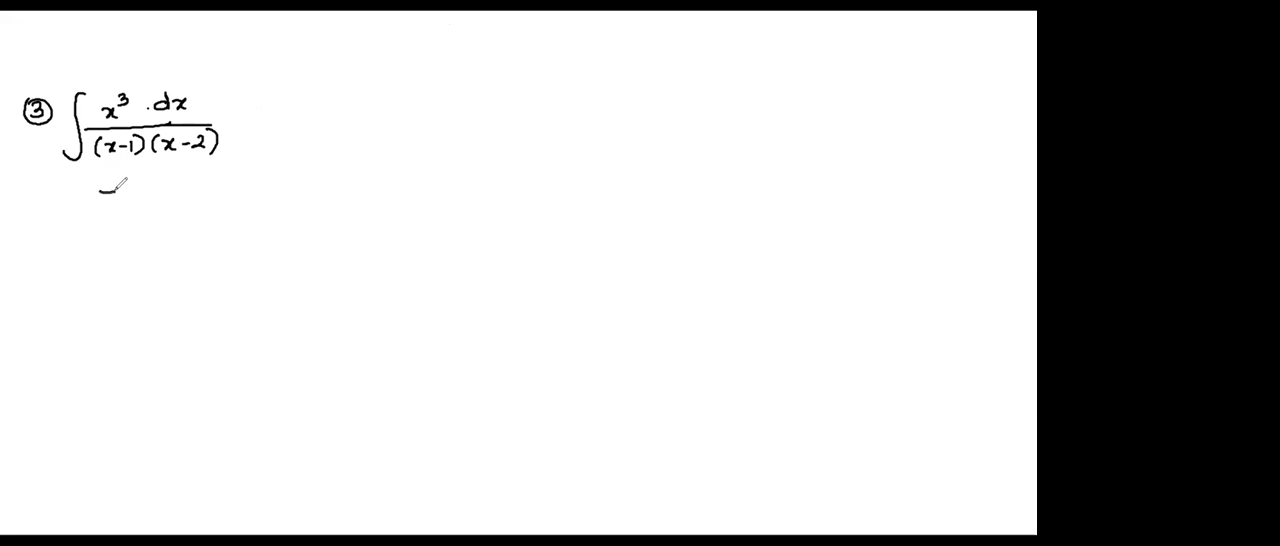 ③ ∫ x³ . dx / (x-1)(x-2)